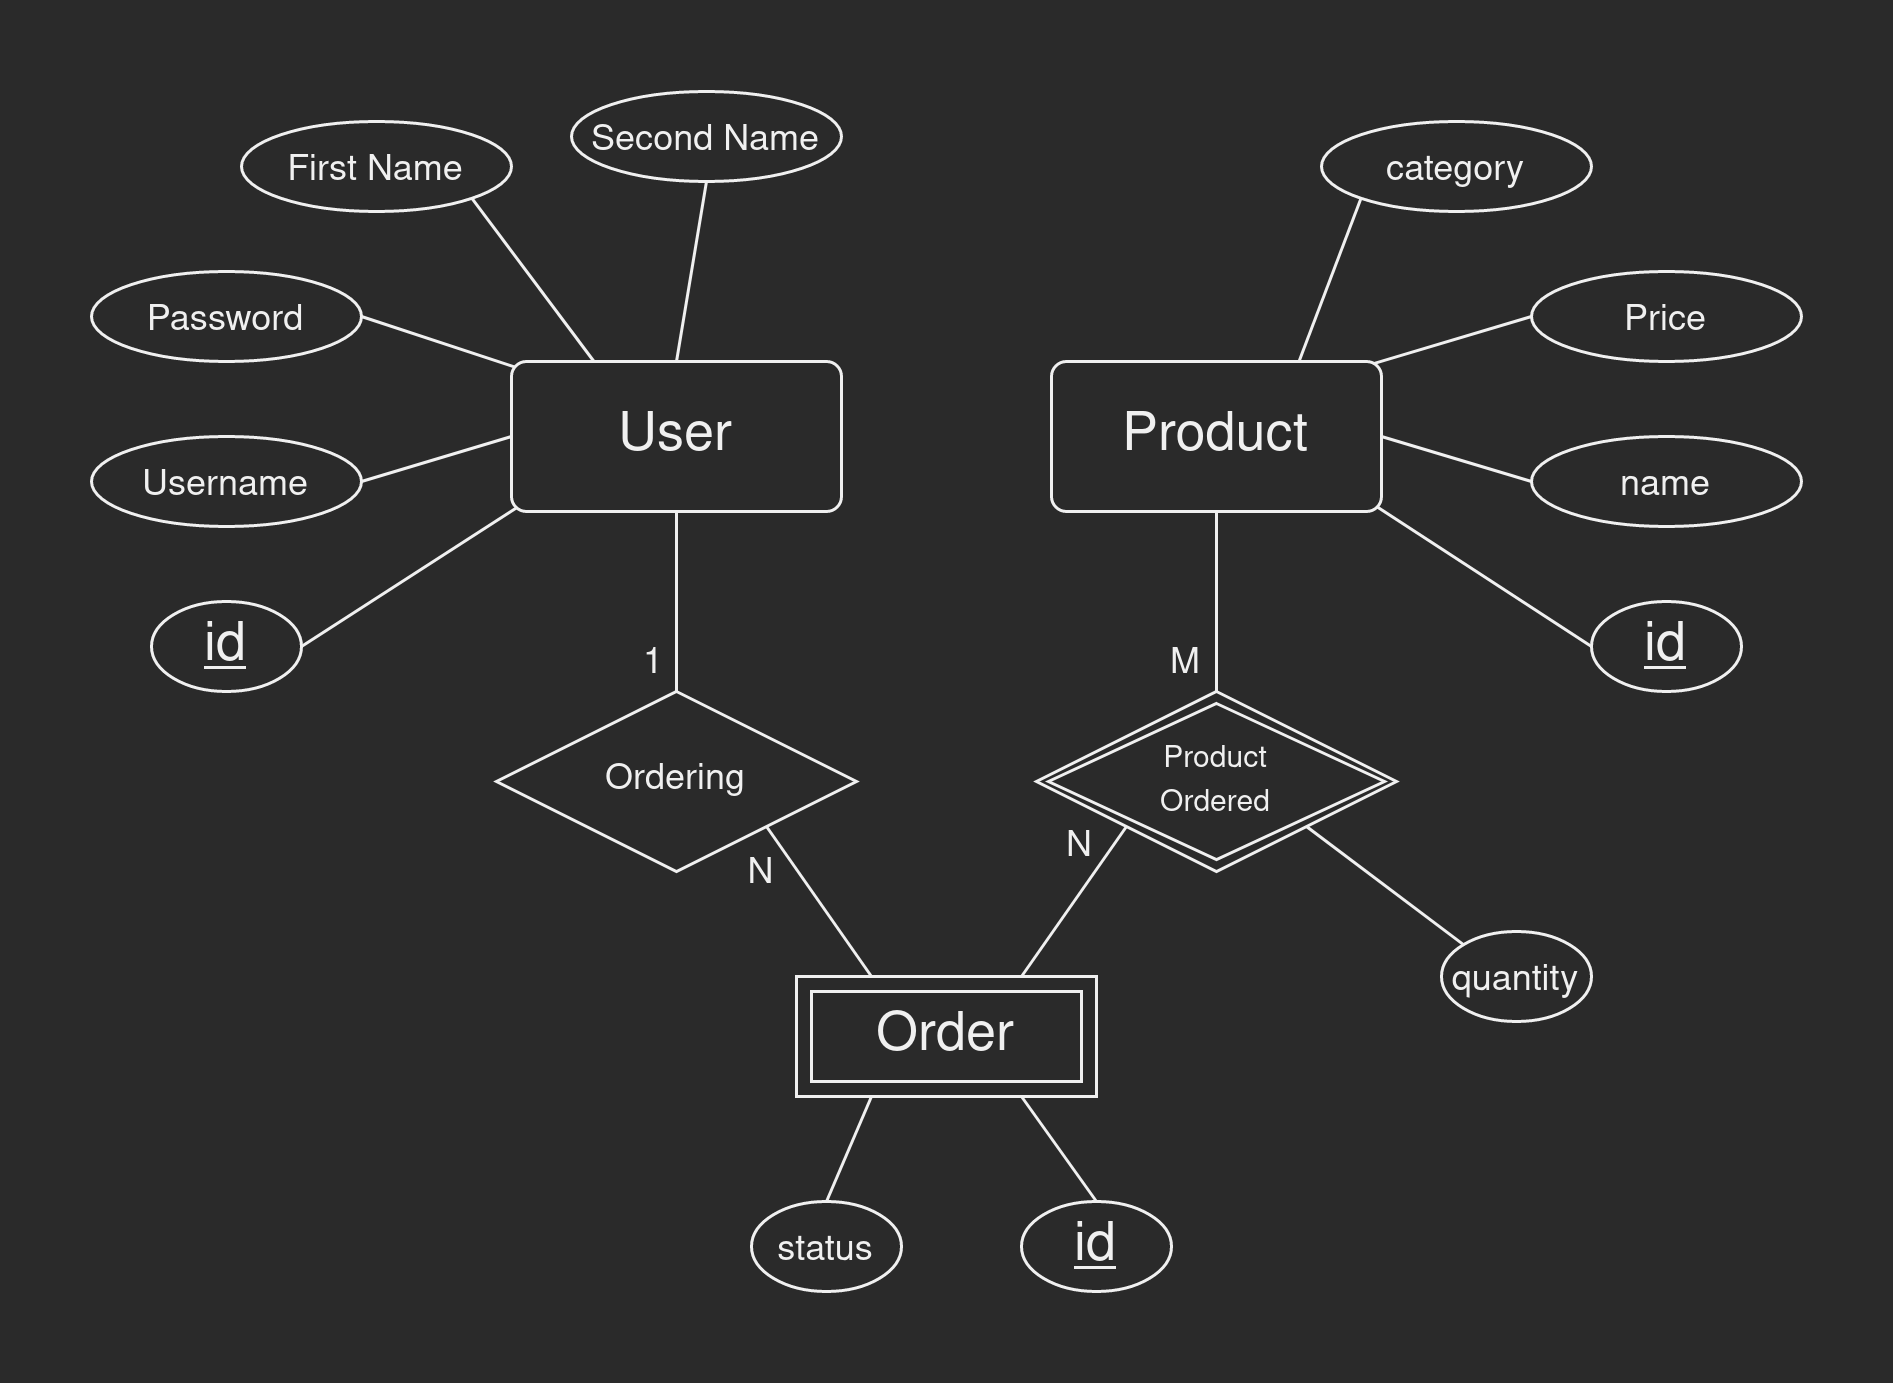 Second Name
First Name
category
Password
Price
User
Product
Username
name
id
id
1
M
Ordering
Product
Ordered
N
N
quantity
Order
status
id